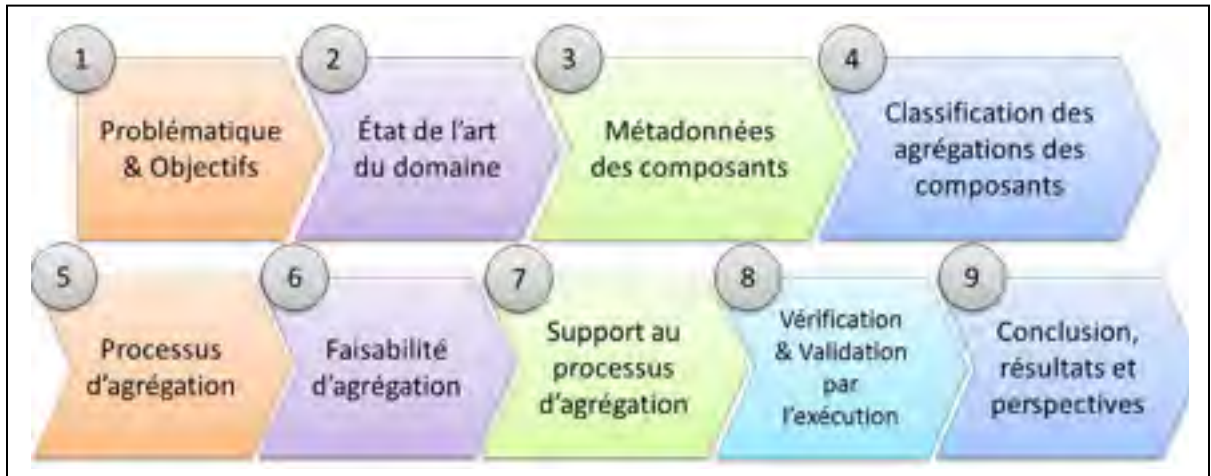 1
Problématique
& Objectifs
2
État de l'art
du domaine
3
Métadonnées
des composants
4
Classification des
agrégations des
composants
5
Processus
d'agrégation
6
Faisabilité
d'agrégation
7
Support au
processus
d'agrégation
8
Vérification
& Validation
par
l'exécution
9
Conclusion,
résultats et
perspectives